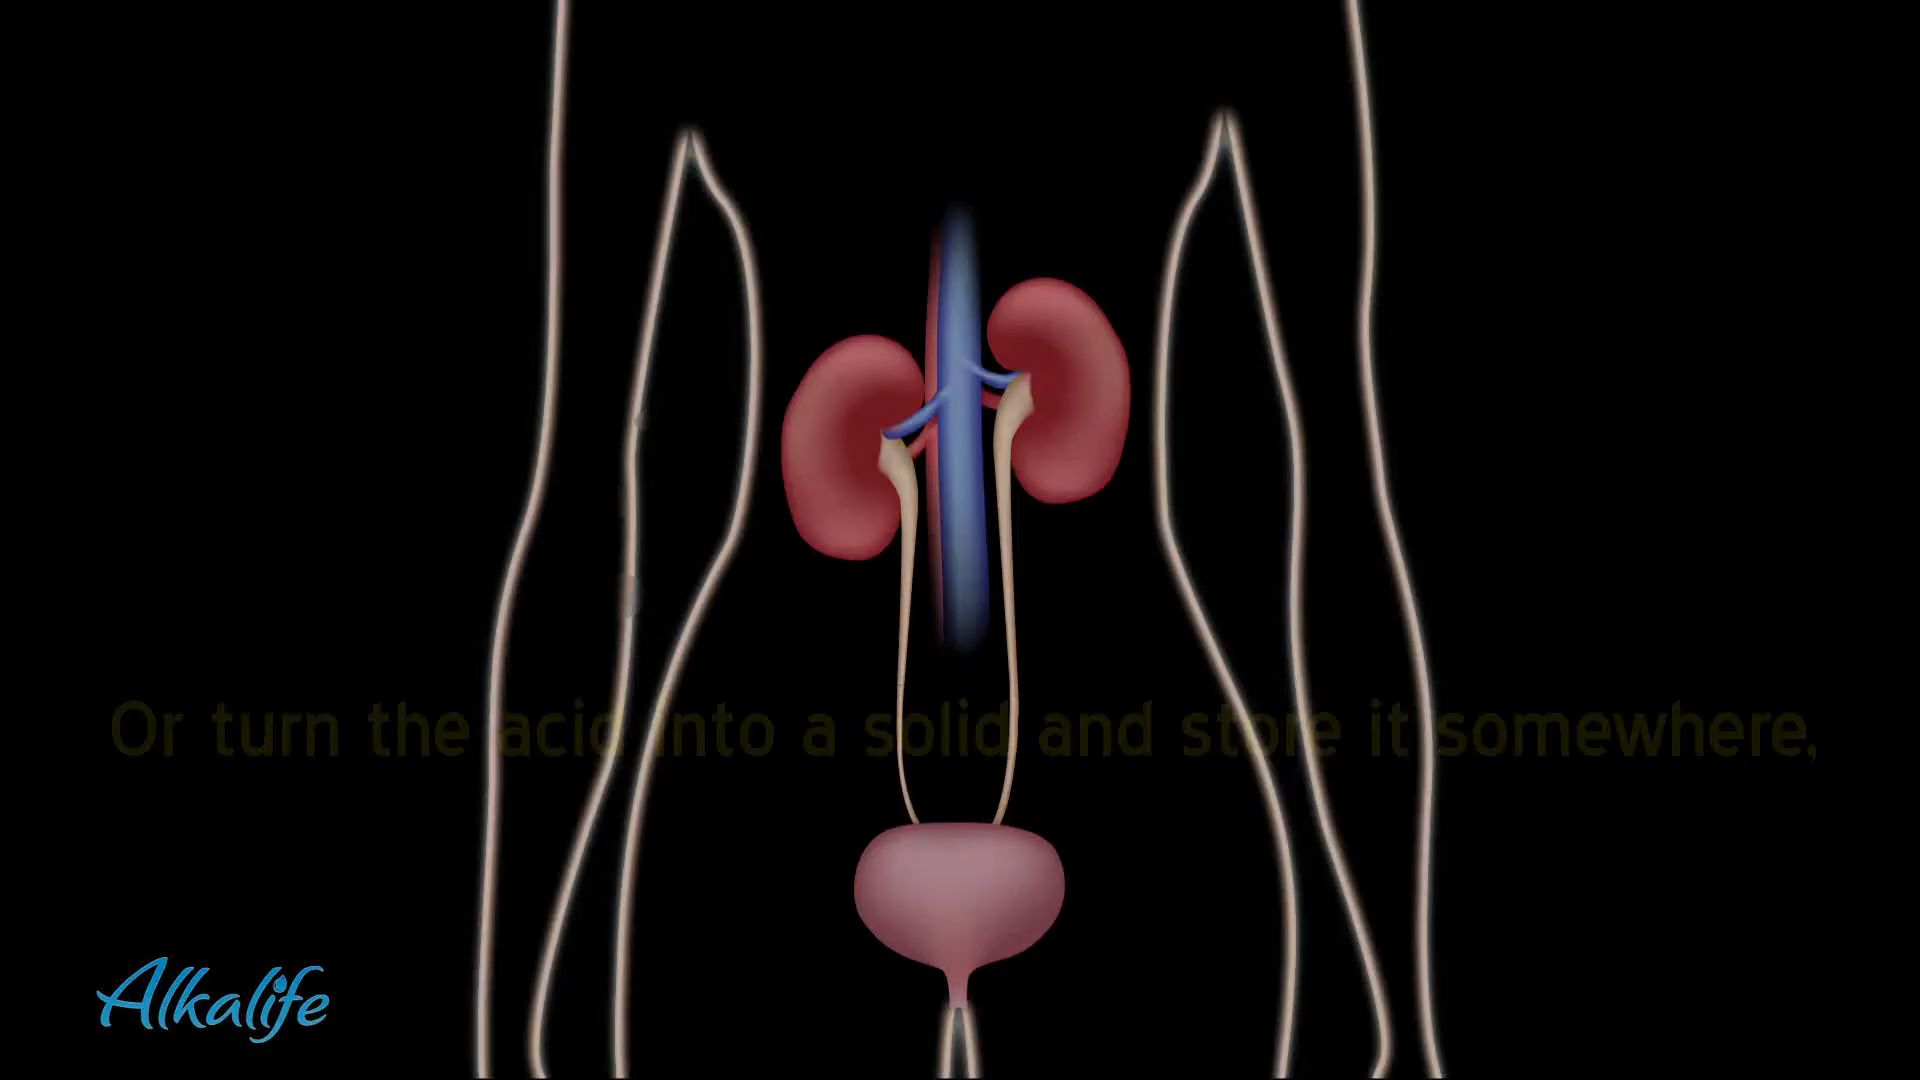 Or turn the acid into a solid and store it somewhere,
Alkalife